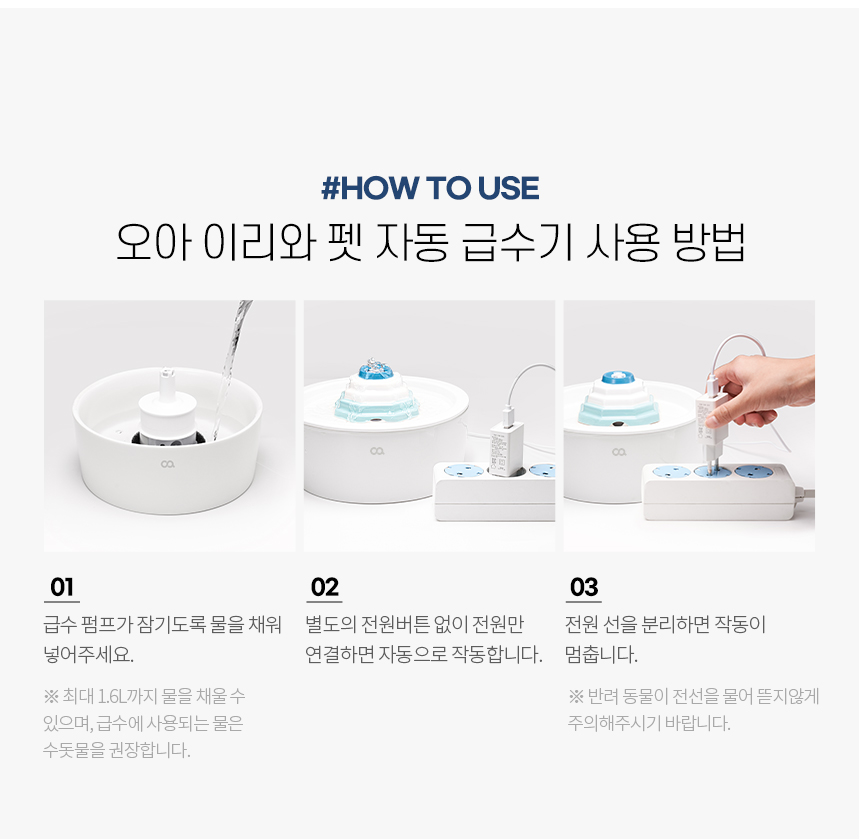 #HOW TO USE
오아 이리와 펫 자동 급수기 사용 방법
oa.
oa.
oa.
01
급수 펌프가 잠기도록 물을 채워
넣어주세요.
※ 최대 1.6L까지 물을 채울 수
있으며, 급수에 사용되는 물은
수돗물을 권장합니다.
02
별도의 전원버튼 없이 전원만
연결하면 자동으로 작동합니다.
03
전원 선을 분리하면 작동이
멈춥니다.
※ 반려 동물이 전선을 물어 뜯지않게
주의해주시기 바랍니다.